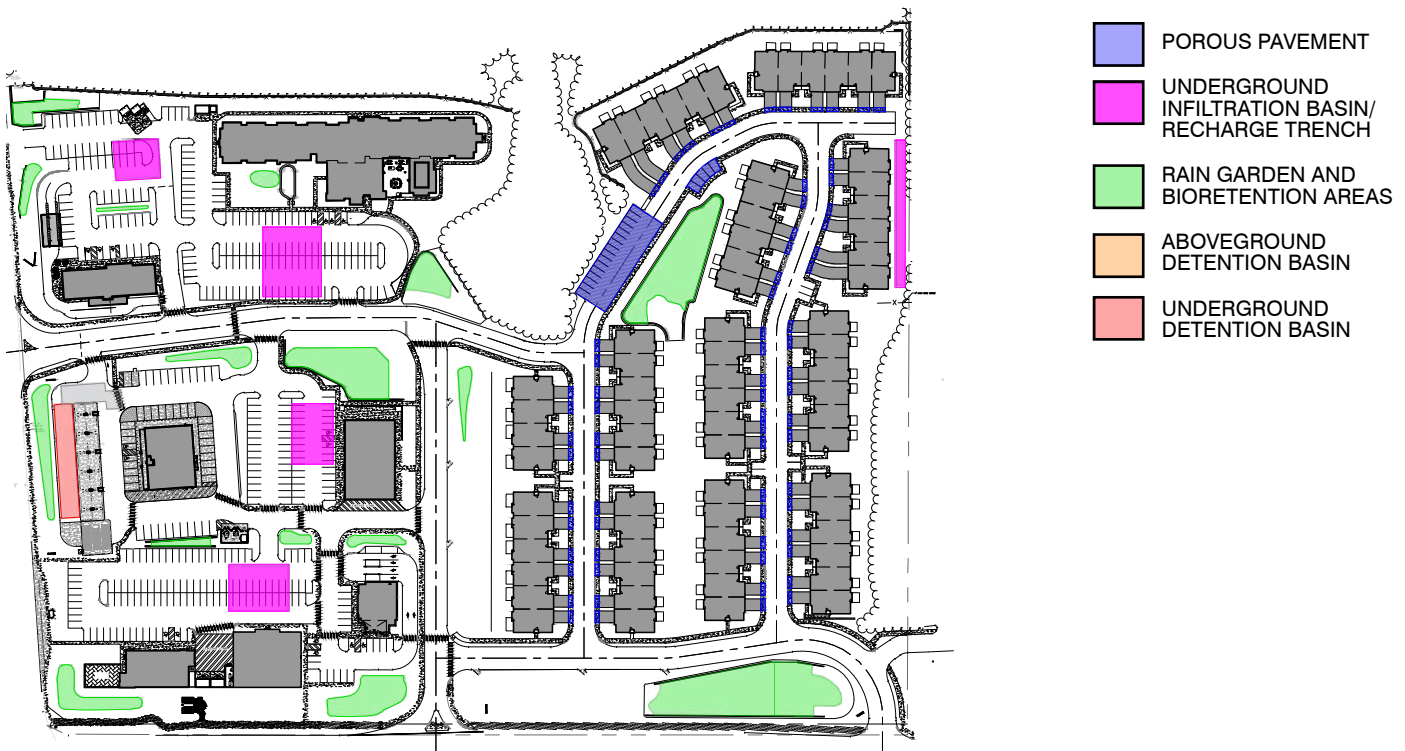 POROUS PAVEMENT
UNDERGROUND
INFILTRATION BASIN/
RECHARGE TRENCH
RAIN GARDEN AND
BIORETENTION AREAS
ABOVEGROUND
DETENTION BASIN
UNDERGROUND
DETENTION BASIN